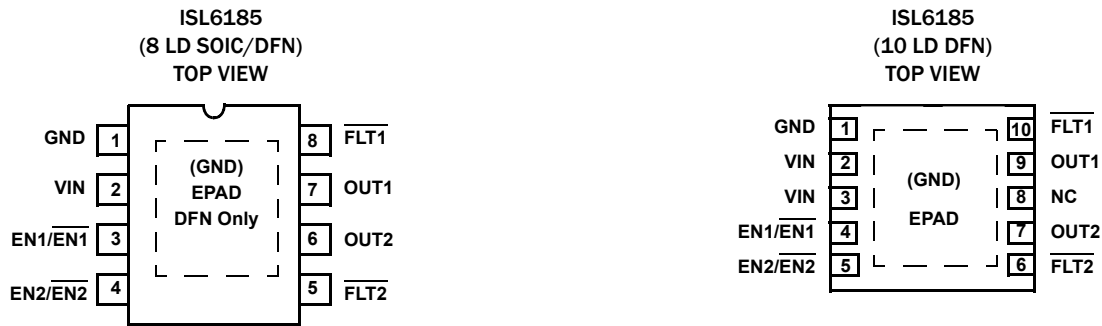 ISL6185
(8 LD SOIC/DFN)
TOP VIEW
GND 1
VIN 2
EN1/EN1 3
EN2/EN2 4
(GND)
EPAD
DFN Only
8 FLT1
7 OUT1
6 OUT2
5 FLT2
ISL6185
(10 LD DFN)
TOP VIEW
GND 1
VIN 2
VIN 3
EN1/EN1 4
EN2/EN2 5
(GND)
EPAD
10 FLT1
9 OUT1
8 NC
7 OUT2
6 FLT2